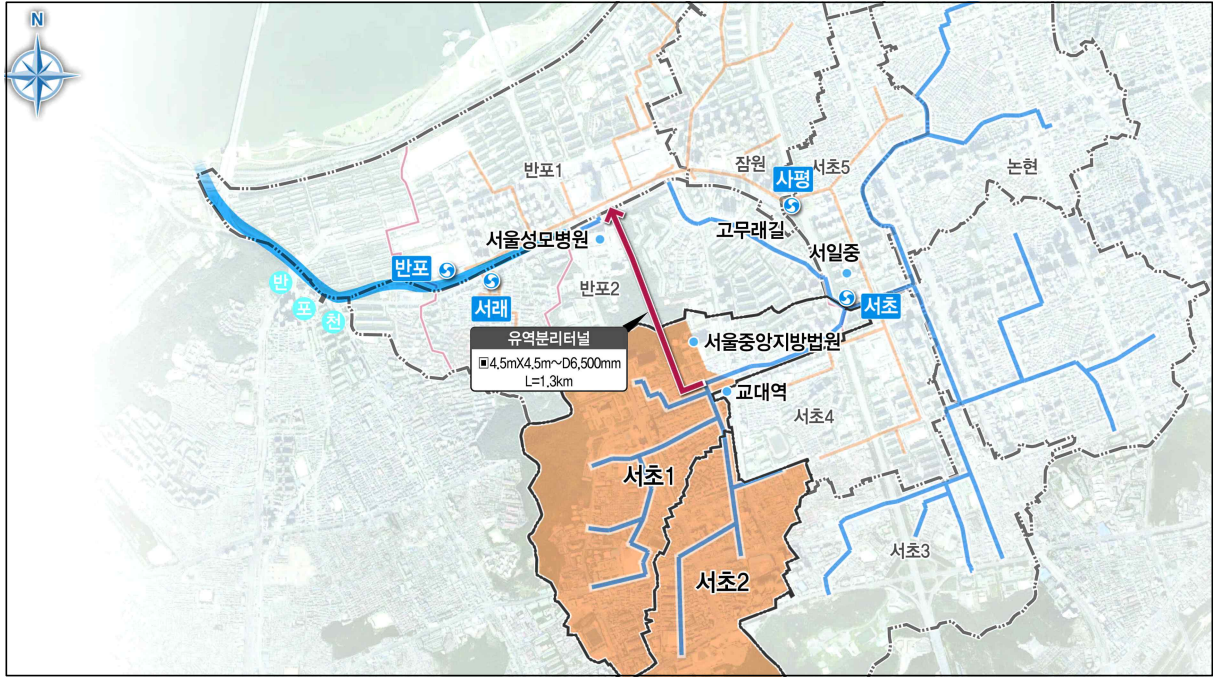 N
반포1
잠원
사평
서초5
논현
서울성모병원
고무래길
서일중
반포
반포2
반
포
천
서래
서초
유역분리터널
▣4.5mX4.5m~D6,500mm
L=1.3km
서울중앙지방법원
교대역
서초4
서초1
서초3
서초2